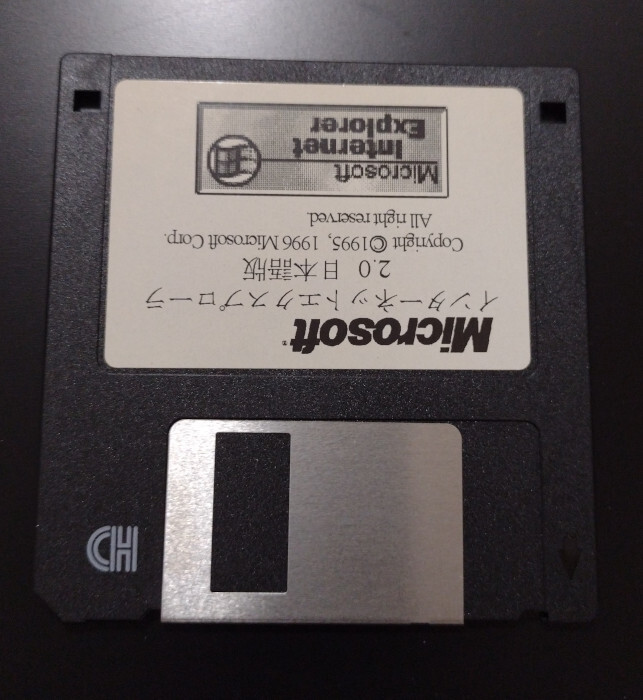 Microsoft®
インターネットエクスプローラ
2.0 日本語版
Copyright ©1995, 1996 Microsoft Corp.
All right reserved.
Microsoft
Internet
Explorer
HD